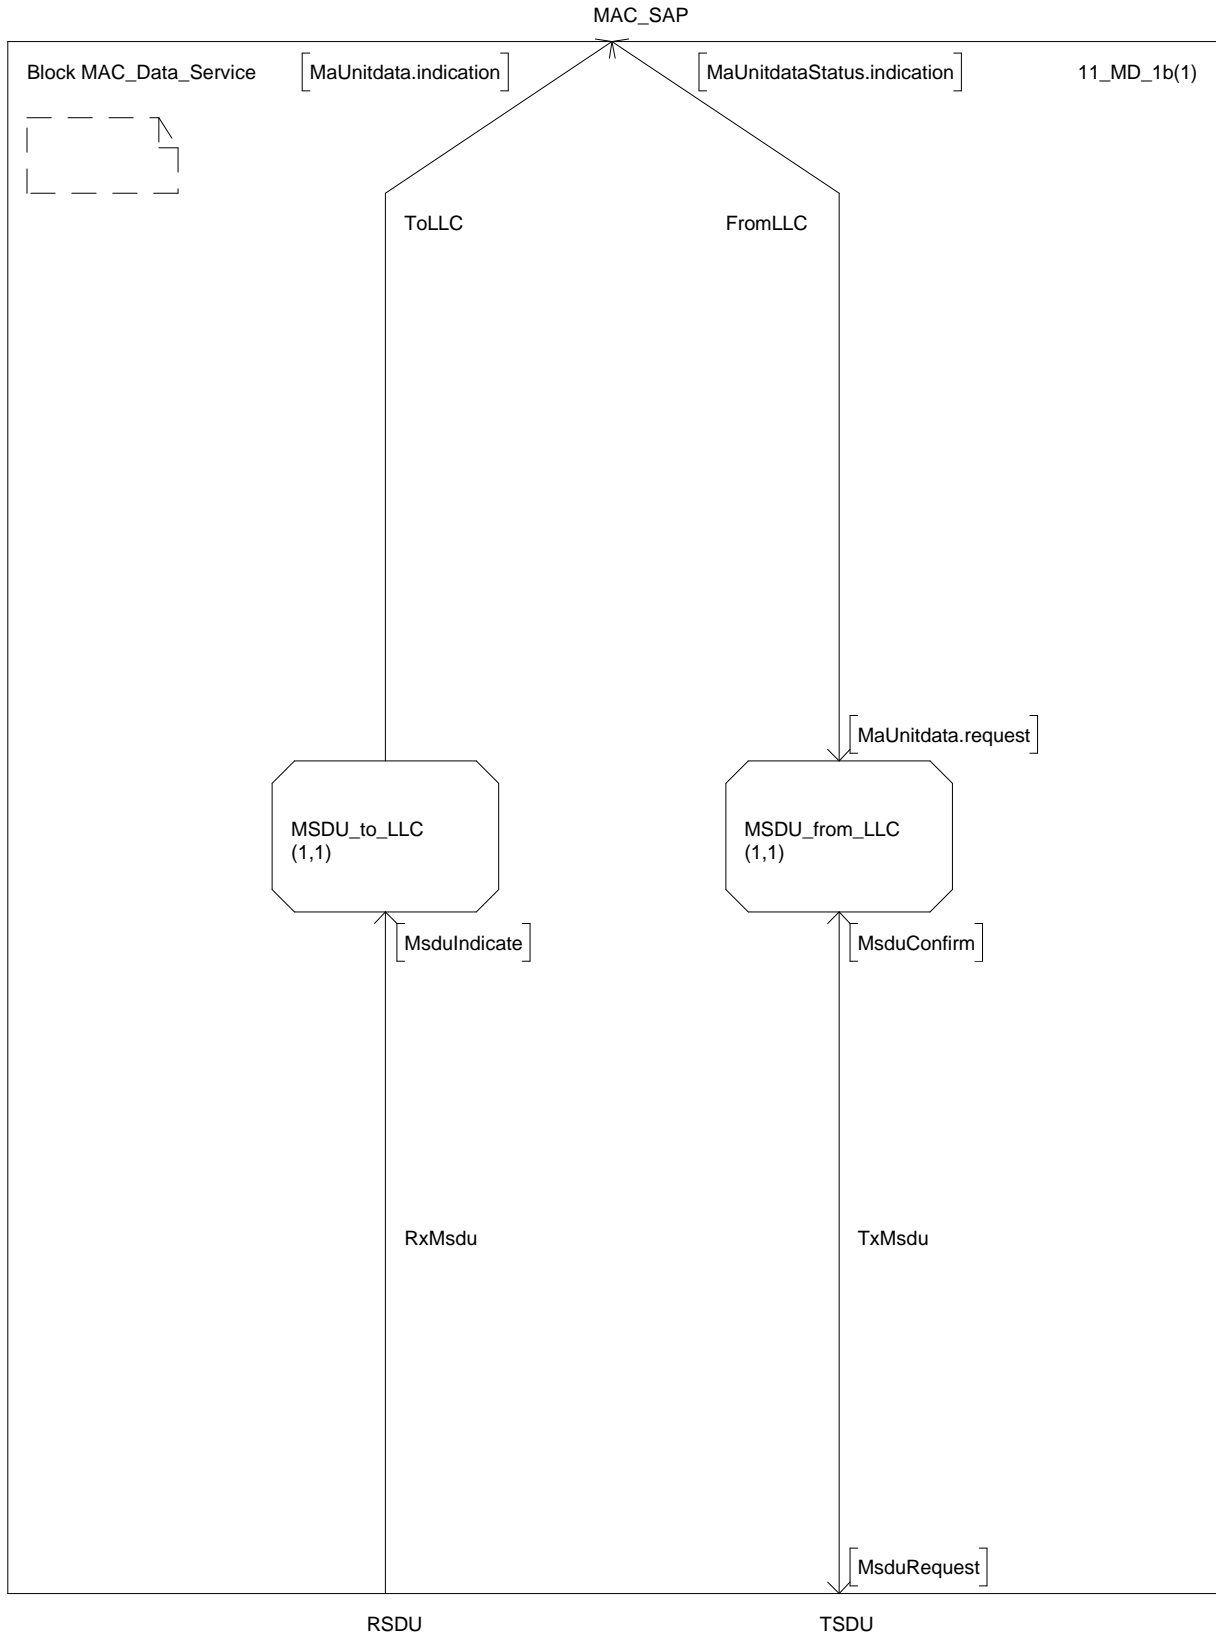 MAC_SAP
Block MAC_Data_Service
MaUnitdata.indication
MaUnitdataStatus.indication
11_MD_1b(1)
ToLLC
FromLLC
MaUnitdata.request
MSDU_to_LLC
(1,1)
MSDU_from_LLC
(1,1)
MsduIndicate
MsduConfirm
RxMsdu
TxMsdu
MsduRequest
RSDU
TSDU